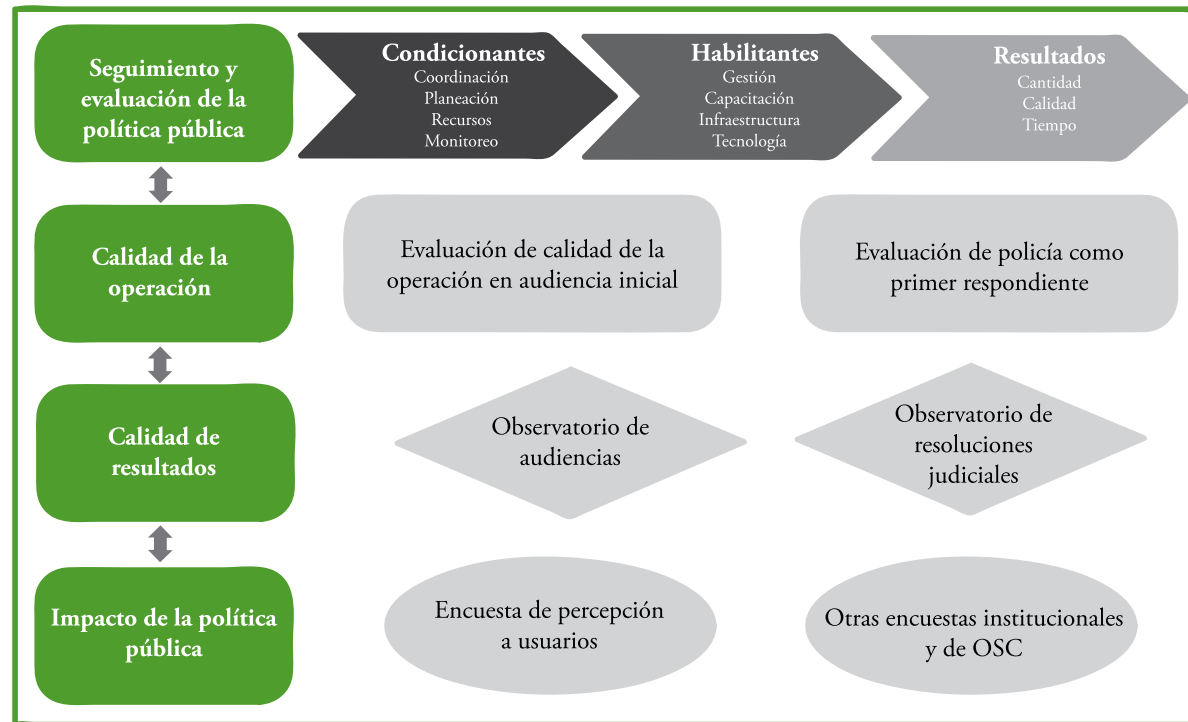 Seguimiento y
evaluación de la
política pública
Condicionantes
Coordinación
Planeación
Recursos
Monitoreo
Habilitantes
Gestión
Capacitación
Infraestructura
Tecnología
Resultados
Cantidad
Calidad
Tiempo
Calidad de la
operación
Evaluación de calidad de la
operación en audiencia inicial
Evaluación de policía como
primer respondiente
Calidad de
resultados
Observatorio de
audiencias
Observatorio de
resoluciones
judiciales
Impacto de la política
pública
Encuesta de percepción
a usuarios
Otras encuestas institucionales
y de OSC